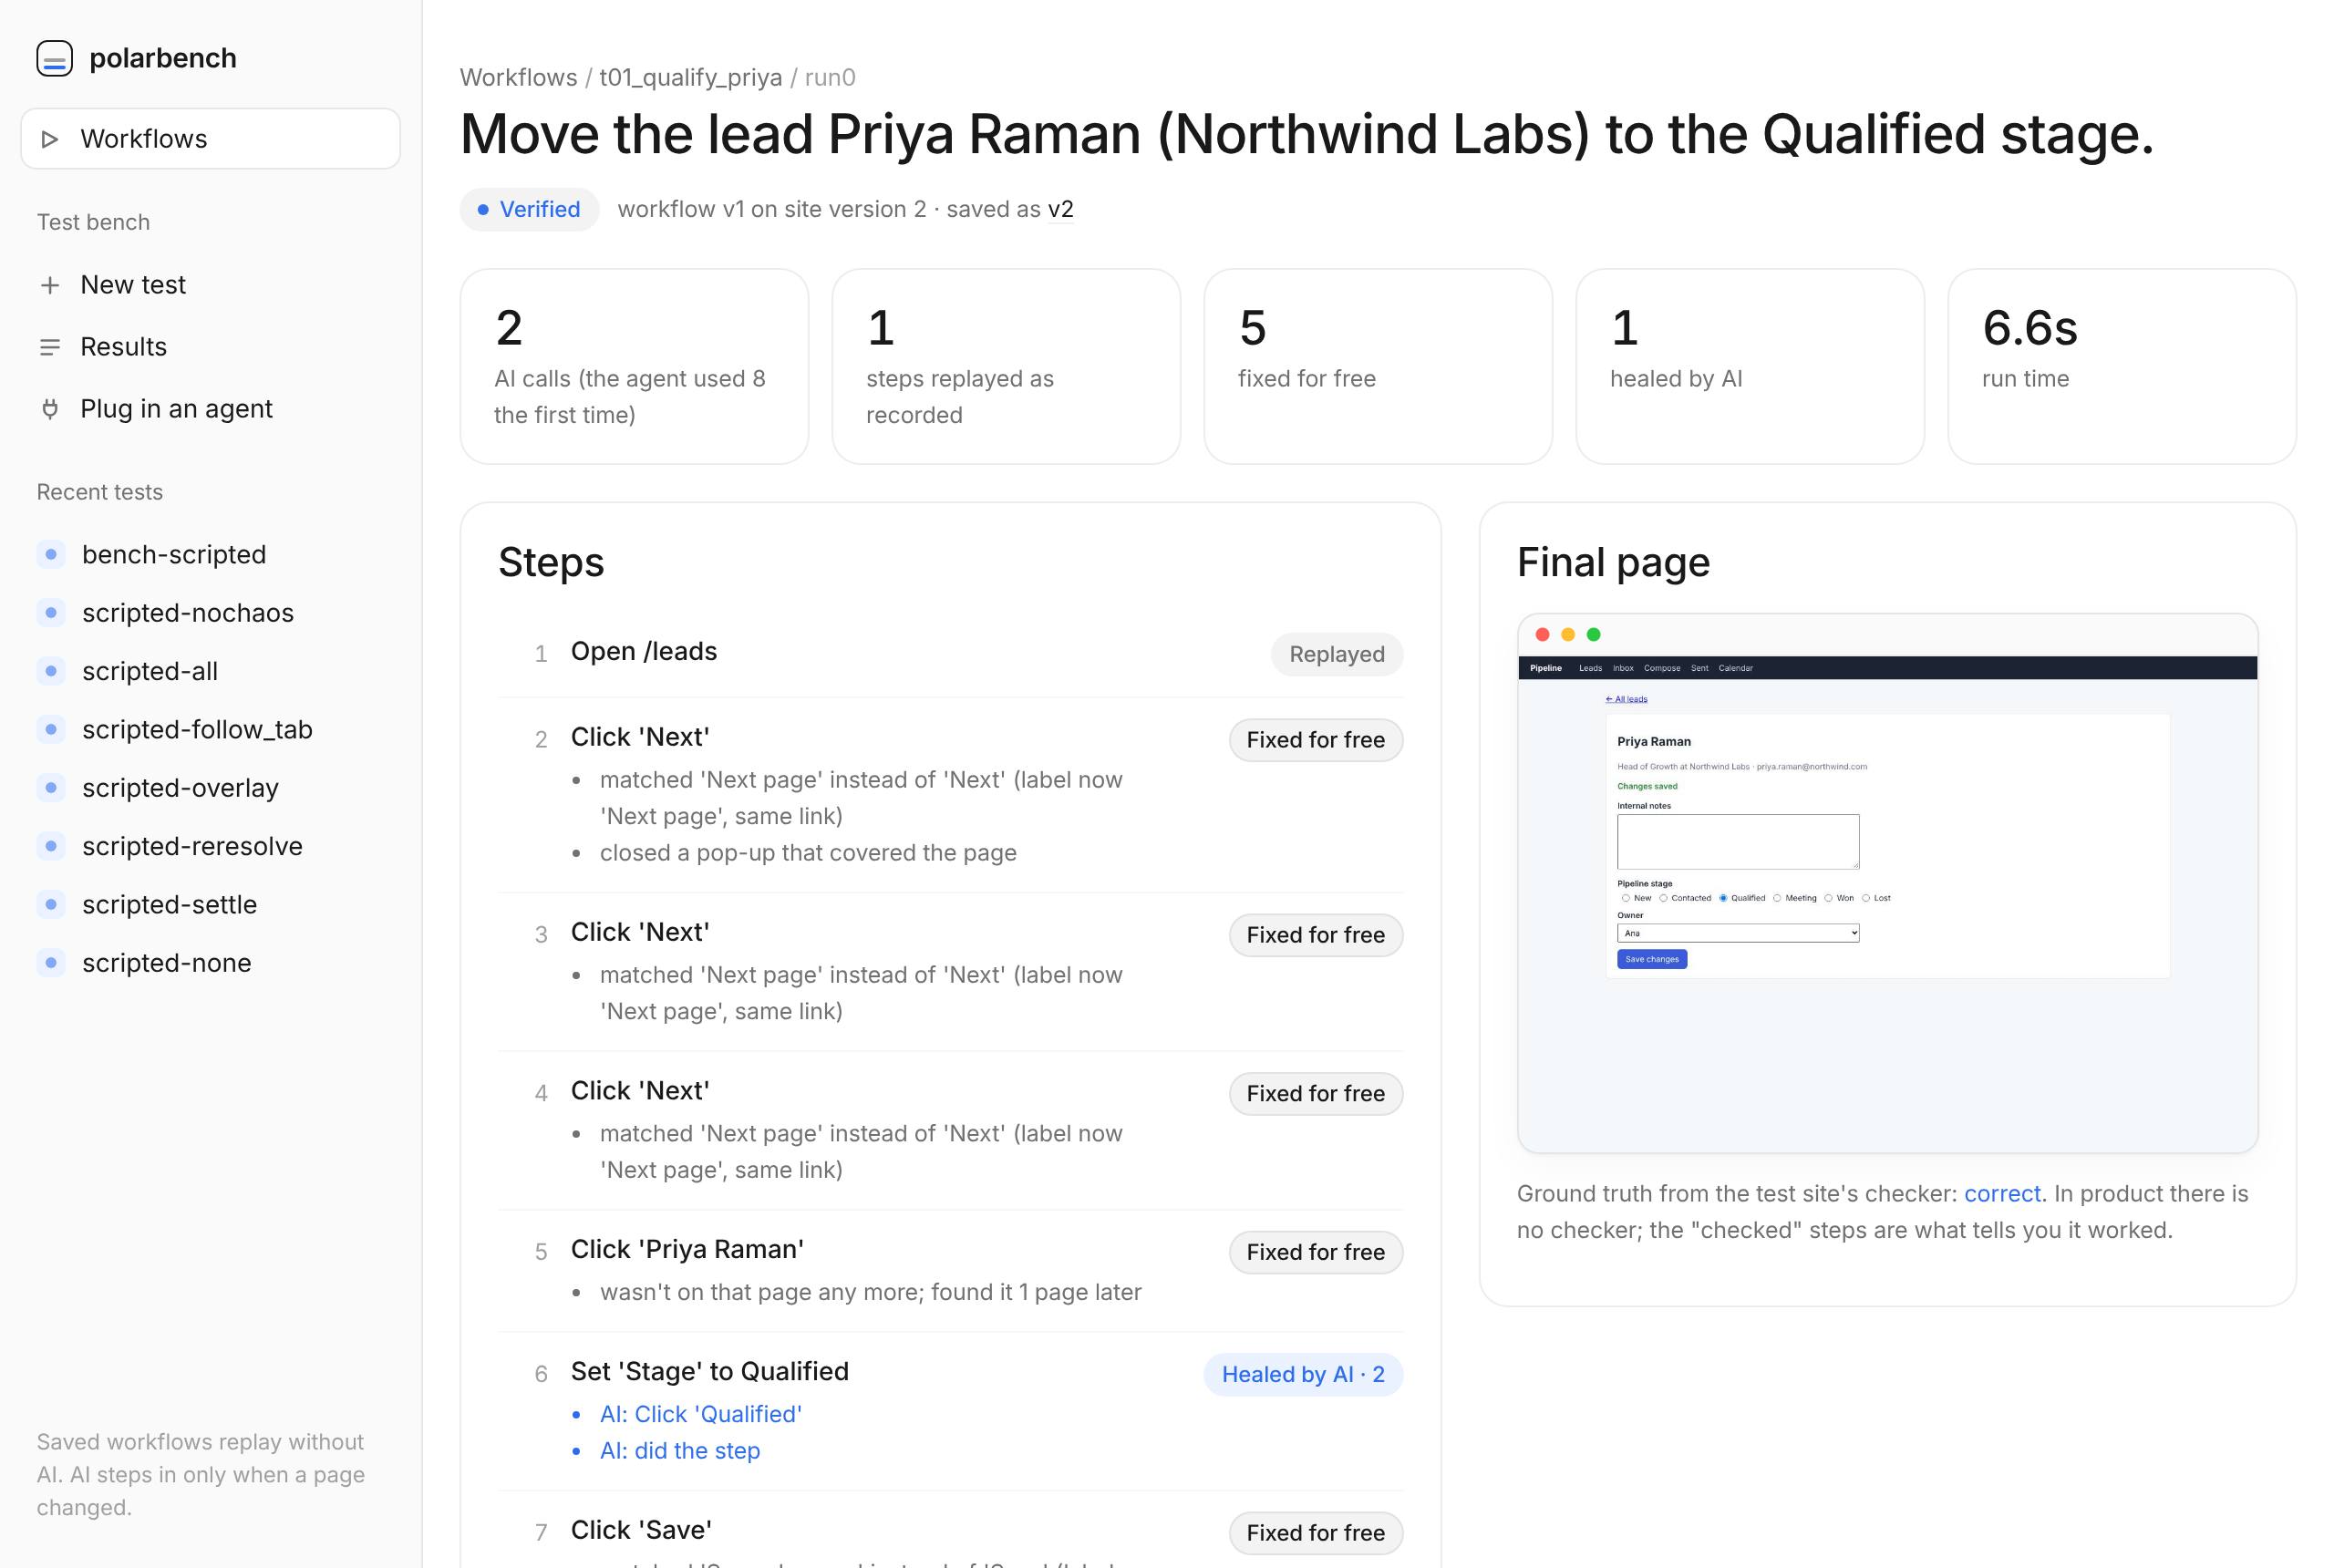 polarbench
Workflows
Test bench
New test
Results
Plug in an agent
Recent tests
bench-scripted
scripted-nochaos
scripted-all
scripted-follow_tab
scripted-overlay
scripted-reresolve
scripted-settle
scripted-none
Saved workflows replay without
AI. AI steps in only when a page
changed.
Workflows / t01_qualify_priya / run0
Move the lead Priya Raman (Northwind Labs) to the Qualified stage.
Verified workflow v1 on site version 2 · saved as v2
2
AI calls (the agent used 8
the first time)
1
steps replayed as
recorded
5
fixed for free
1
healed by AI
6.6s
run time
Steps
1 Open /leads Replayed
2 Click 'Next' Fixed for free
• matched 'Next page' instead of 'Next' (label now
'Next page', same link)
• closed a pop-up that covered the page
3 Click 'Next' Fixed for free
• matched 'Next page' instead of 'Next' (label now
'Next page', same link)
4 Click 'Next' Fixed for free
• matched 'Next page' instead of 'Next' (label now
'Next page', same link)
5 Click 'Priya Raman' Fixed for free
• wasn't on that page any more; found it 1 page later
6 Set 'Stage' to Qualified Healed by AI · 2
• AI: Click 'Qualified'
• AI: did the step
7 Click 'Save' Fixed for free
Final page
Pipeline Leads Inbox Compose Sent Calendar
← All leads
Priya Raman
Head of Growth at Northwind Labs · priya.raman@northwind.com
Changes saved
Internal notes
Pipeline stage
New Contacted Qualified Meeting Won Lost
Owner
Ana
Save changes
Ground truth from the test site's checker: correct. In product there is
no checker; the "checked" steps are what tells you it worked.